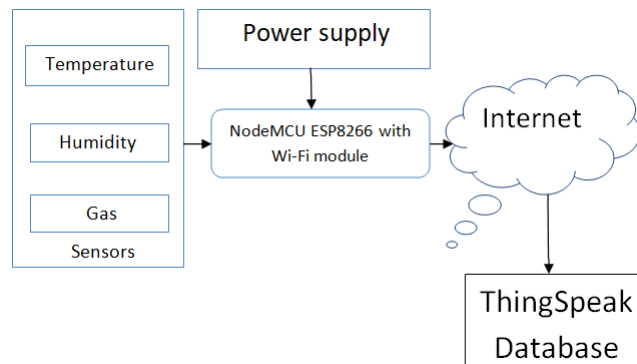 Power supply
Temperature
Humidity
Gas
Sensors
NodeMCU ESP8266 with
Wi-Fi module
Internet
ThingSpeak
Database